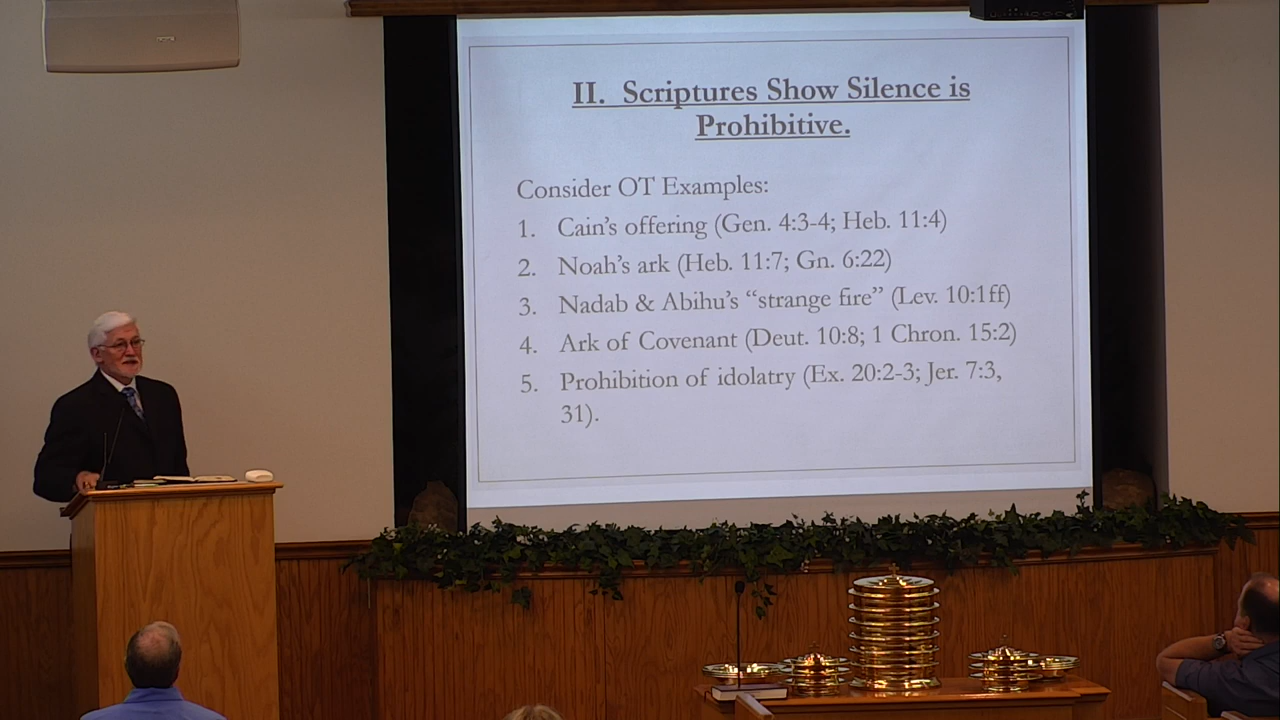 II. Scriptures Show Silence is
Prohibitive.
Consider OT Examples:
1. Cain's offering (Gen. 4:3-4; Heb. 11:4)
2. Noah's ark (Heb. 11:7; Gn. 6:22)
3. Nadab & Abihu's “strange fire” (Lev. 10:1ff)
4. Ark of Covenant (Deut. 10:8; 1 Chron. 15:2)
5. Prohibition of idolatry (Ex. 20:2-3; Jer. 7:3,
31).